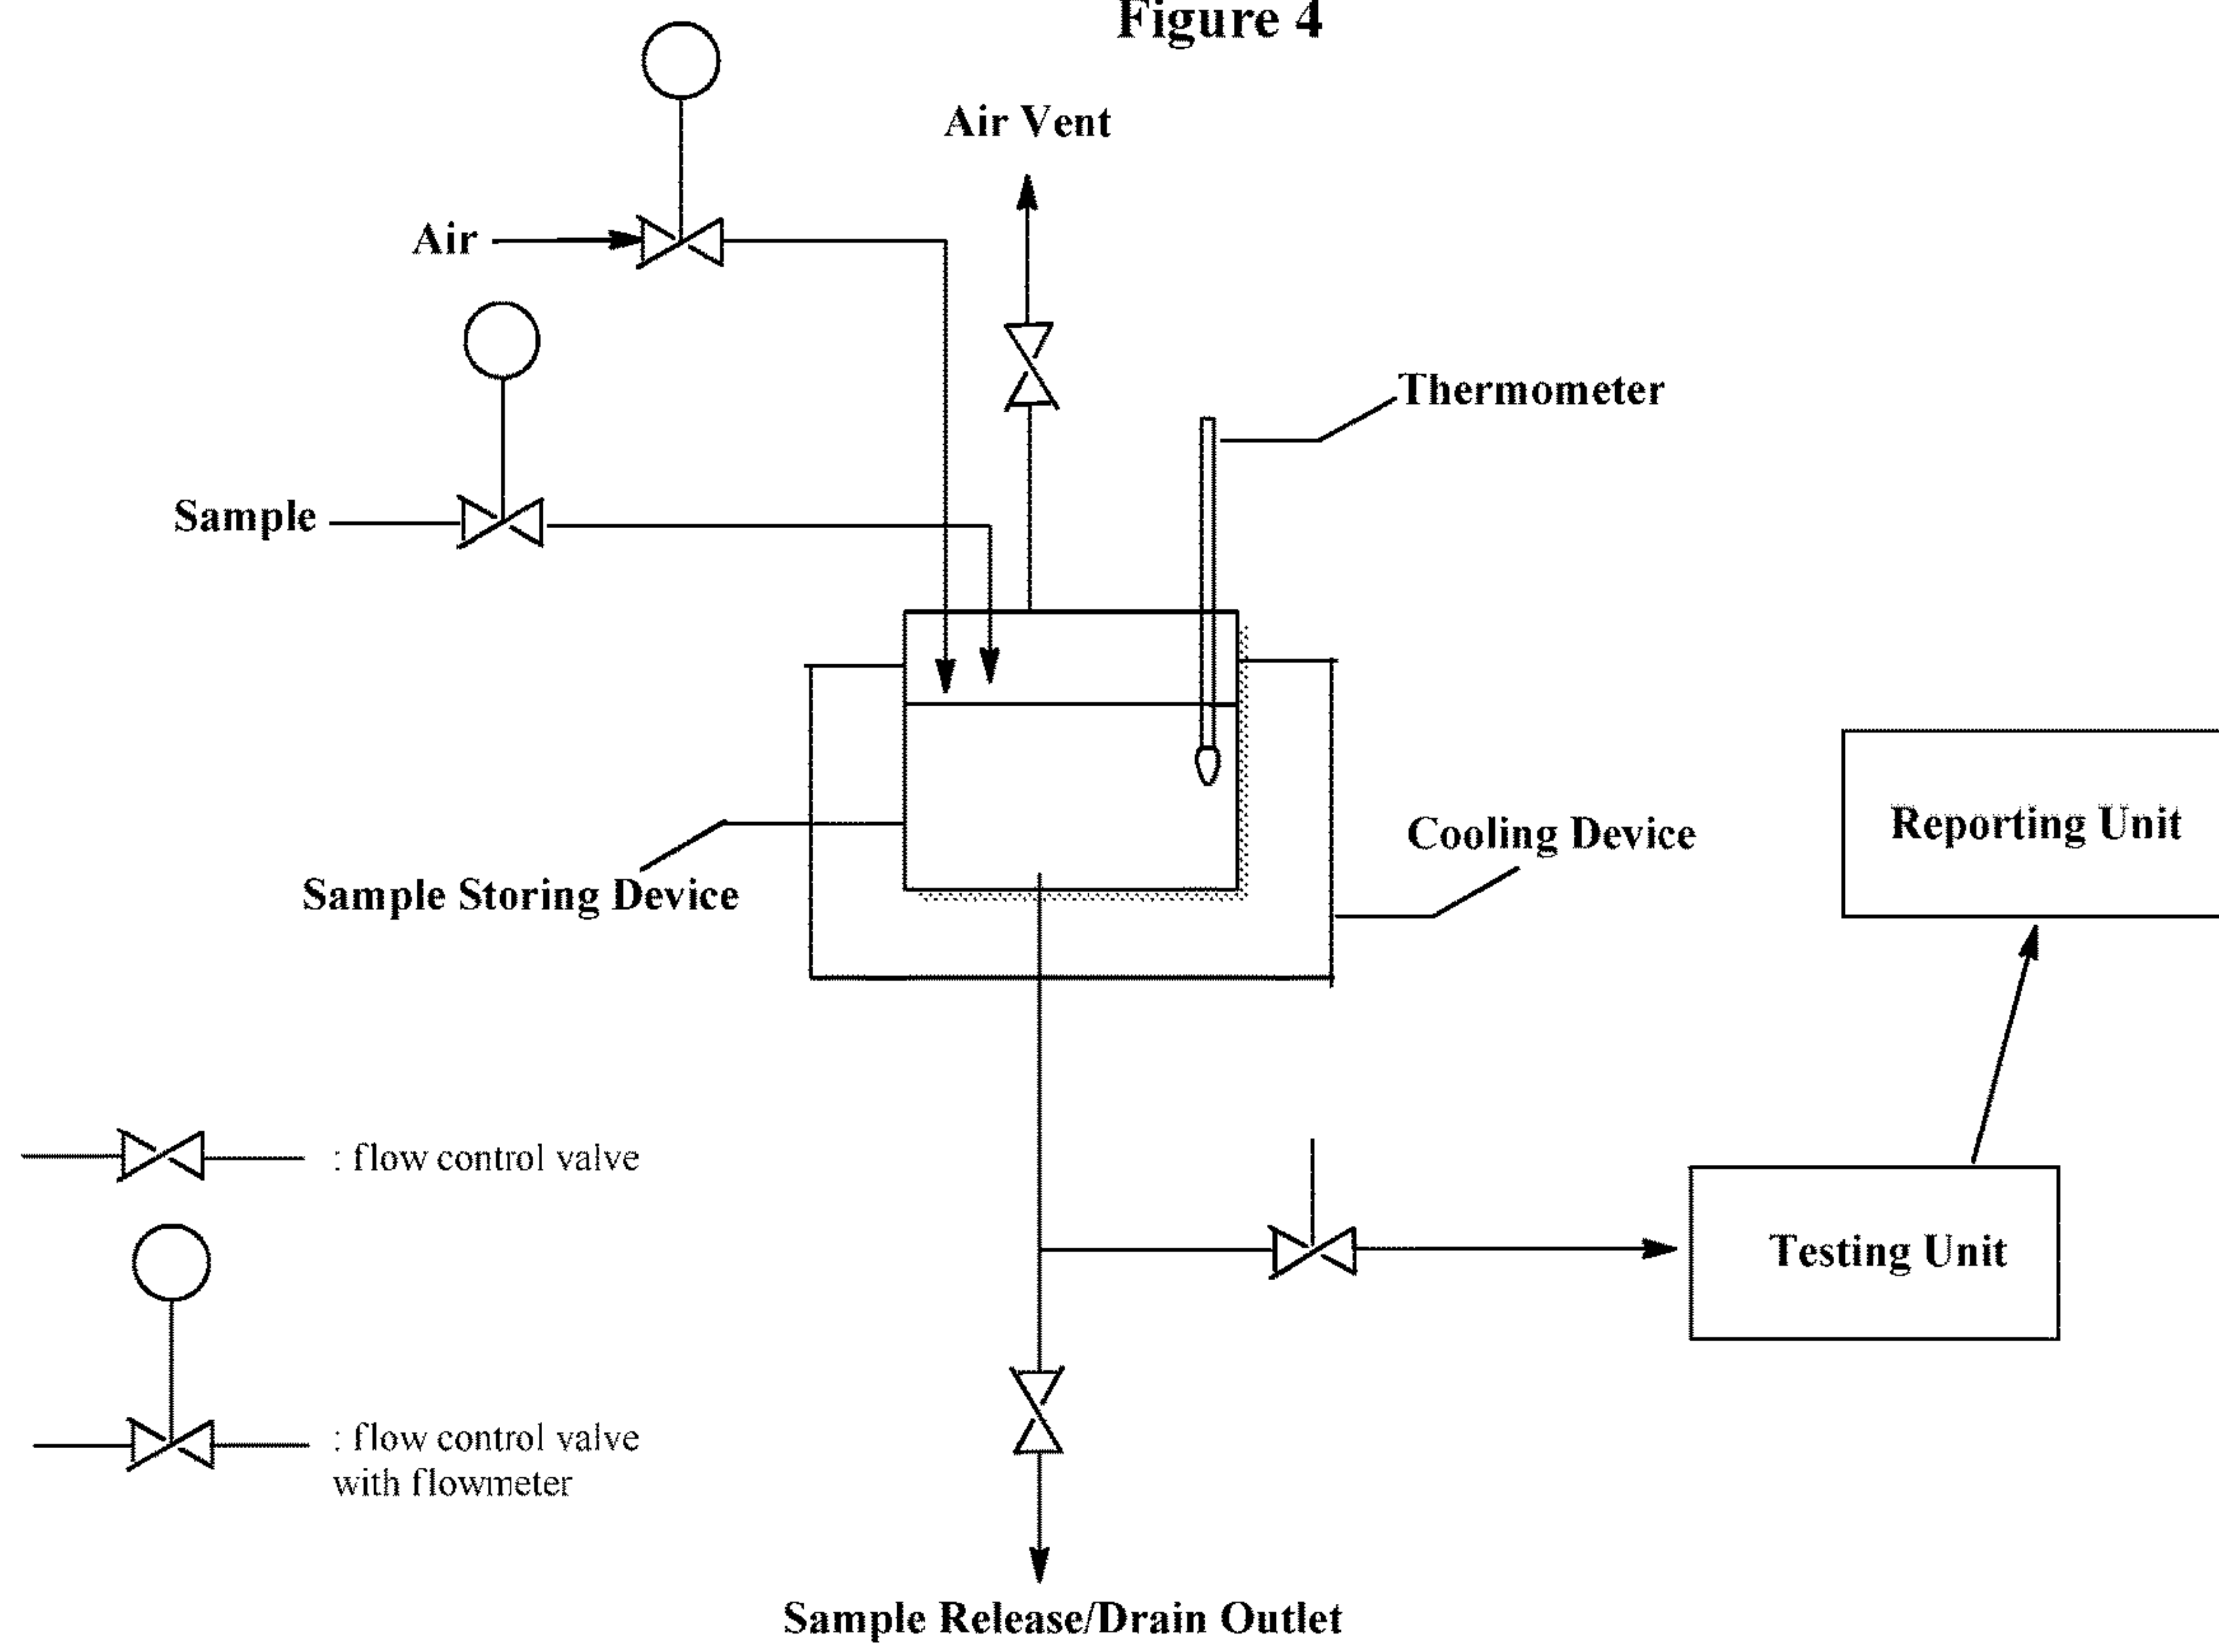 Figure 4
Air Vent
Air
Thermometer
Sample
Reporting Unit
Cooling Device
Sample Storing Device
: flow control valve
Testing Unit
: flow control valve
with flowmeter
Sample Release/Drain Outlet